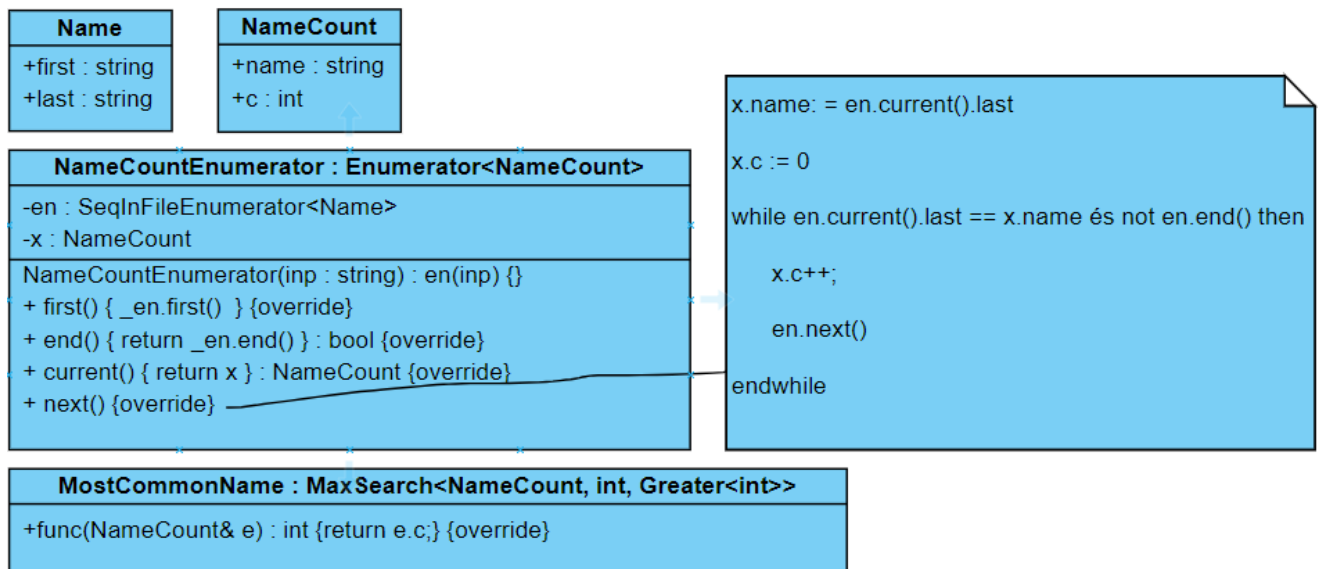 Name
+first : string
+last : string
NameCount
+name : string
+c : int
NameCountEnumerator : Enumerator<NameCount>
-en : SeqInFileEnumerator<Name>
-x : NameCount
NameCountEnumerator(inp : string) : en(inp) {}
+ first() { _en.first()  } {override}
+ end() { return _en.end() } : bool {override}
+ current() { return x } : NameCount {override}
+ next() {override}
x.name: = en.current().last
x.c := 0
while en.current().last == x.name és not en.end() then
x.c++;
en.next()
endwhile
MostCommonName : MaxSearch<NameCount, int, Greater<int>>
+func(NameCount& e) : int {return e.c;} {override}